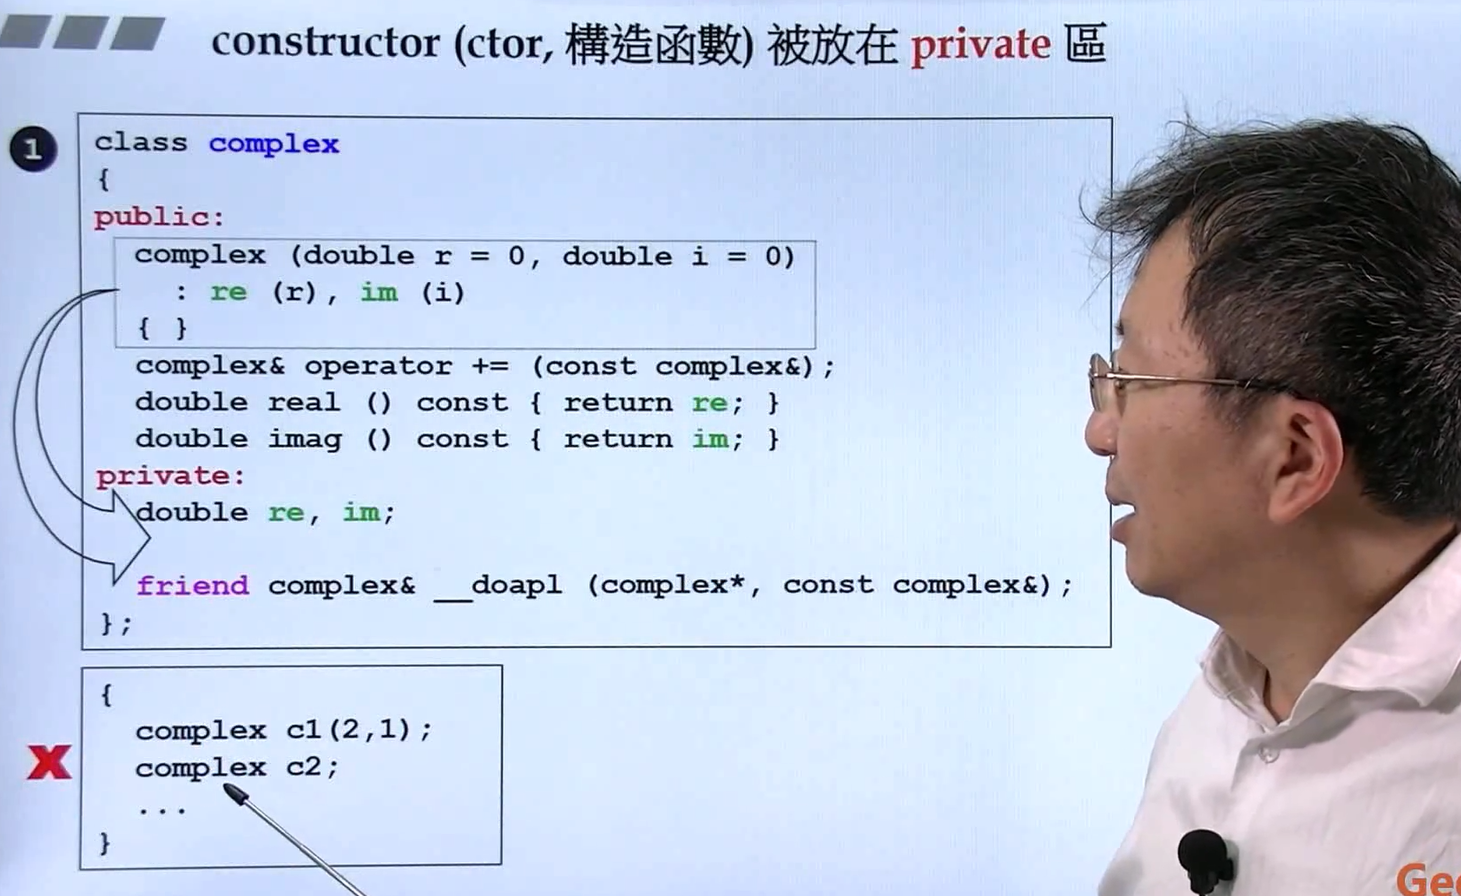 constructor (ctor, 構造函數) 被放在 private 區
1
class complex
{
public:
complex (double r = 0, double i = 0)
: re (r), im (i)
{ }
complex& operator += (const complex&);
double real () const { return re; }
double imag () const { return im; }
private:
double re, im;
friend complex& __doapl (complex*, const complex&);
};
{
complex c1(2,1);
complex c2;
...
}
X